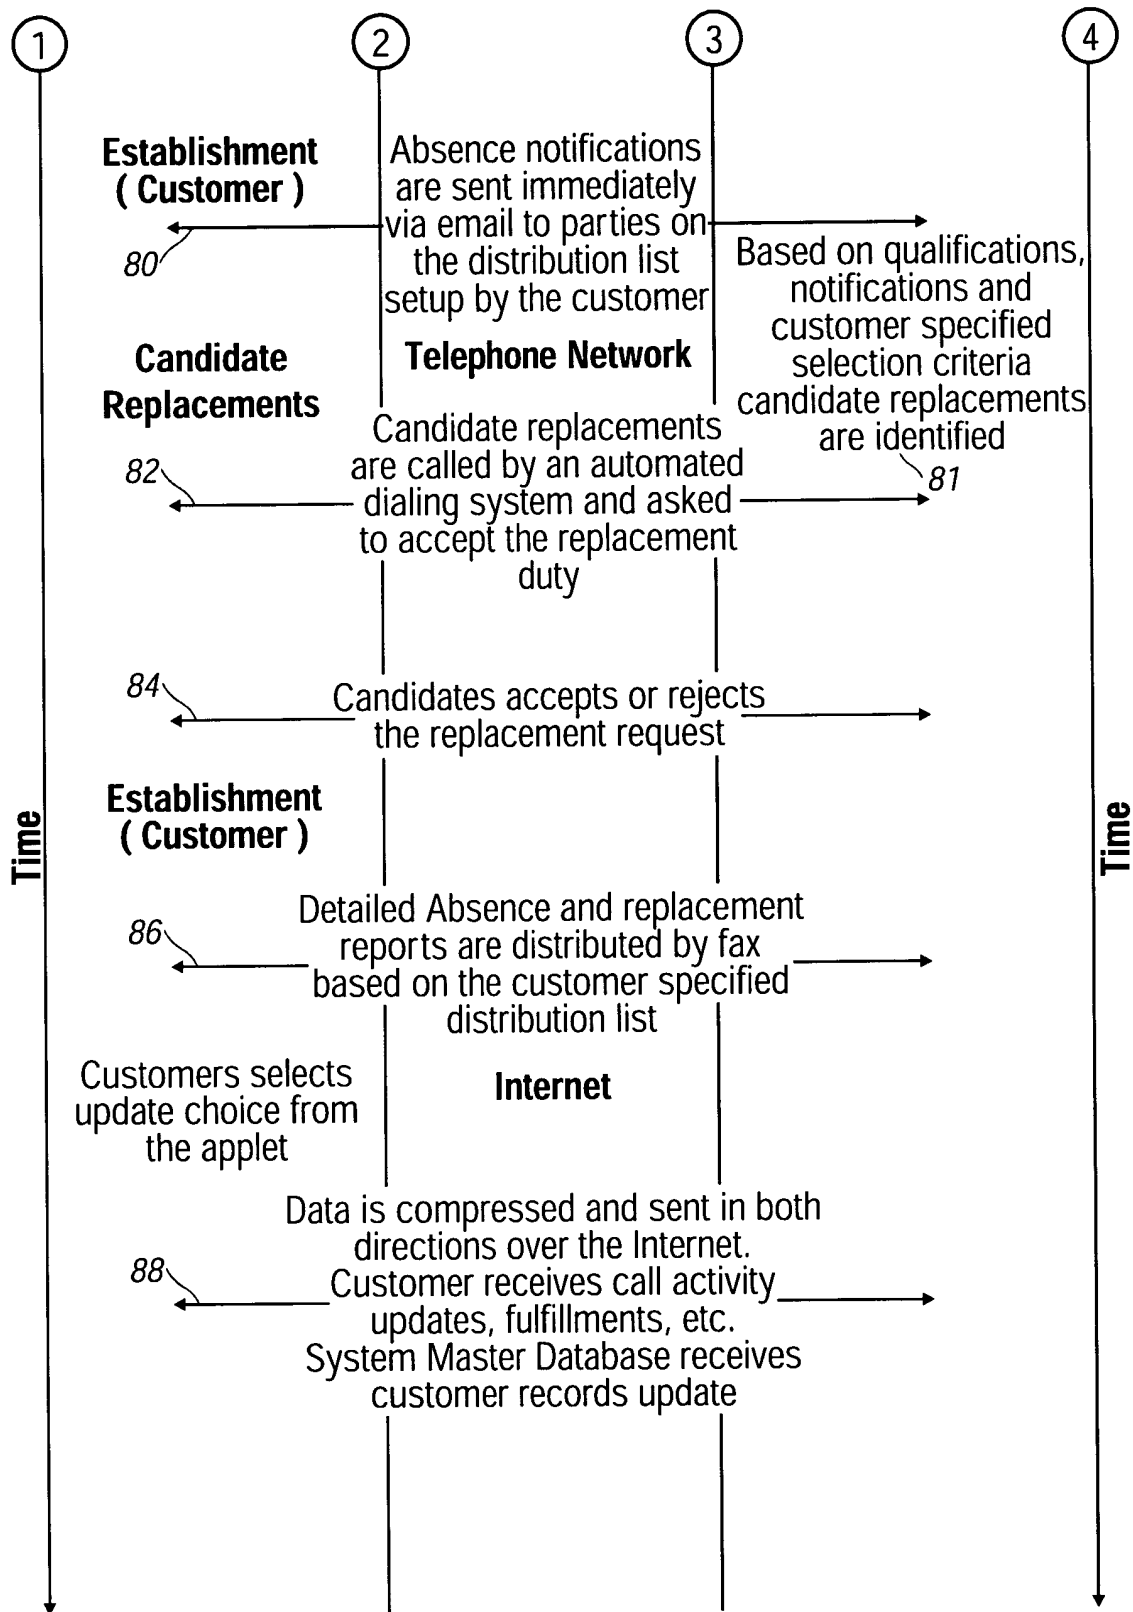 1
2
3
4
Establishment
( Customer )
80
Absence notifications
are sent immediately
via email to parties on
the distribution list
setup by the customer
Based on qualifications,
notifications and
customer specified
selection criteria
candidate replacements
are identified
81
Candidate
Replacements
82
Telephone Network
Candidate replacements
are called by an automated
dialing system and asked
to accept the replacement
duty
84
Candidates accepts or rejects
the replacement request
Establishment
( Customer )
Time
Time
86
Detailed Absence and replacement
reports are distributed by fax
based on the customer specified
distribution list
Customers selects
update choice from
the applet
Internet
88
Data is compressed and sent in both
directions over the Internet.
Customer receives call activity
updates, fulfillments, etc.
System Master Database receives
customer records update